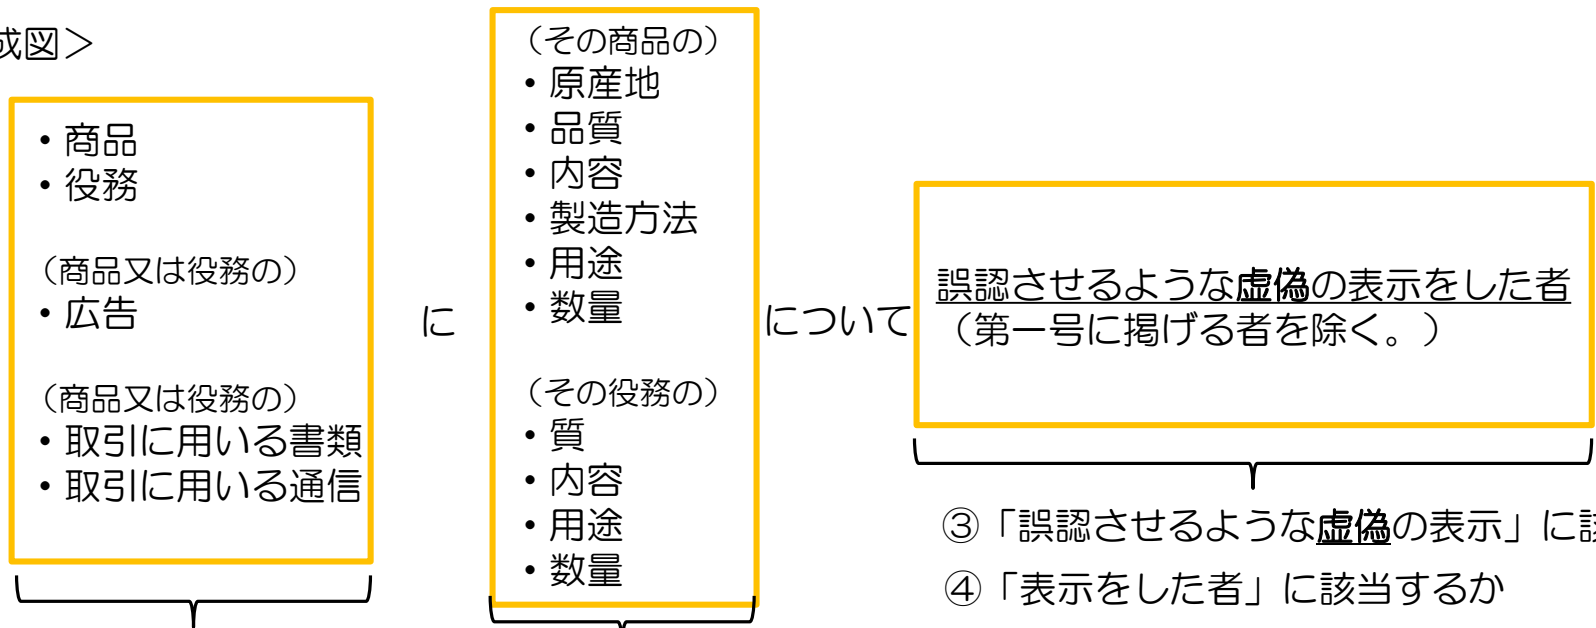 成図＞
・商品
・役務
（商品又は役務の）
・広告
（商品又は役務の）
・取引に用いる書類
・取引に用いる通信
に
（その商品の）
・原産地
・品質
・内容
・製造方法
・用途
・数量
（その役務の）
・質
・内容
・用途
・数量
について
誤認させるような虚偽の表示をした者
（第一号に掲げる者を除く。）
③「誤認させるような虚偽の表示」に
④「表示をした者」に該当するか